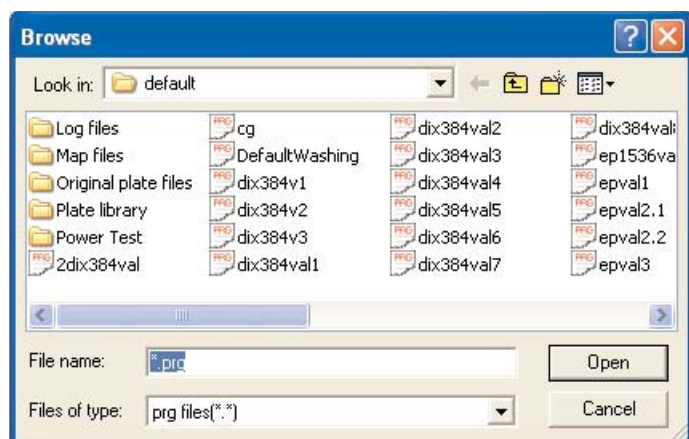 Browse
Look in: default
Log files
Map files
Original plate files
Plate library
Power Test
2dix384val
cg
DefaultWashing
dix384v1
dix384v2
dix384v3
dix384val1
dix384val2
dix384val3
dix384val4
dix384val5
dix384val6
dix384val7
dix384val
ep1536va
epval1
epval2.1
epval2.2
epval3
File name: *.prg
Open
Files of type: prg files(*.*)
Cancel